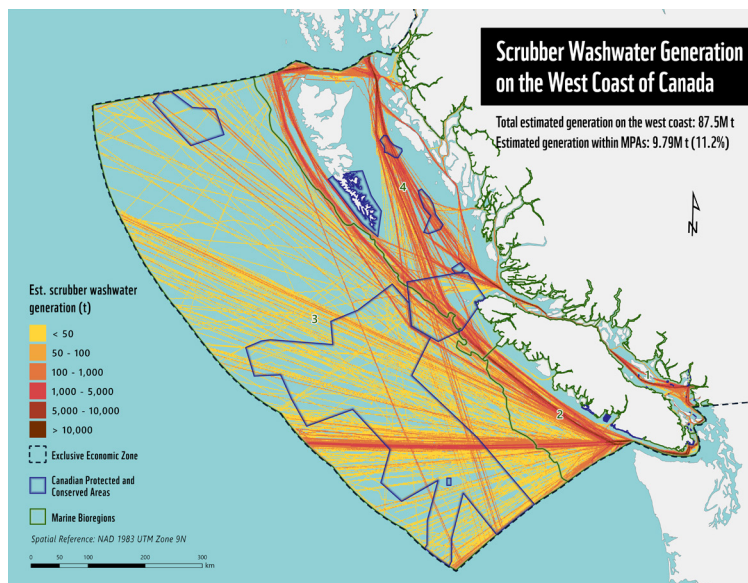 Scrubber Washwater Generation
on the West Coast of Canada
Total estimated generation on the west coast: 87.5M t
Estimated generation within MPAs: 9.79M t (11.2%)
4
N
3
1
2
Est. scrubber washwater
generation (t)
< 50
50 - 100
100 - 1,000
1,000 - 5,000
5,000 - 10,000
> 10,000
Exclusive Economic Zone
Canadian Protected and
Conserved Areas
Marine Bioregions
Spatial Reference: NAD 1983 UTM Zone 9N
0 50 100 200 300
km